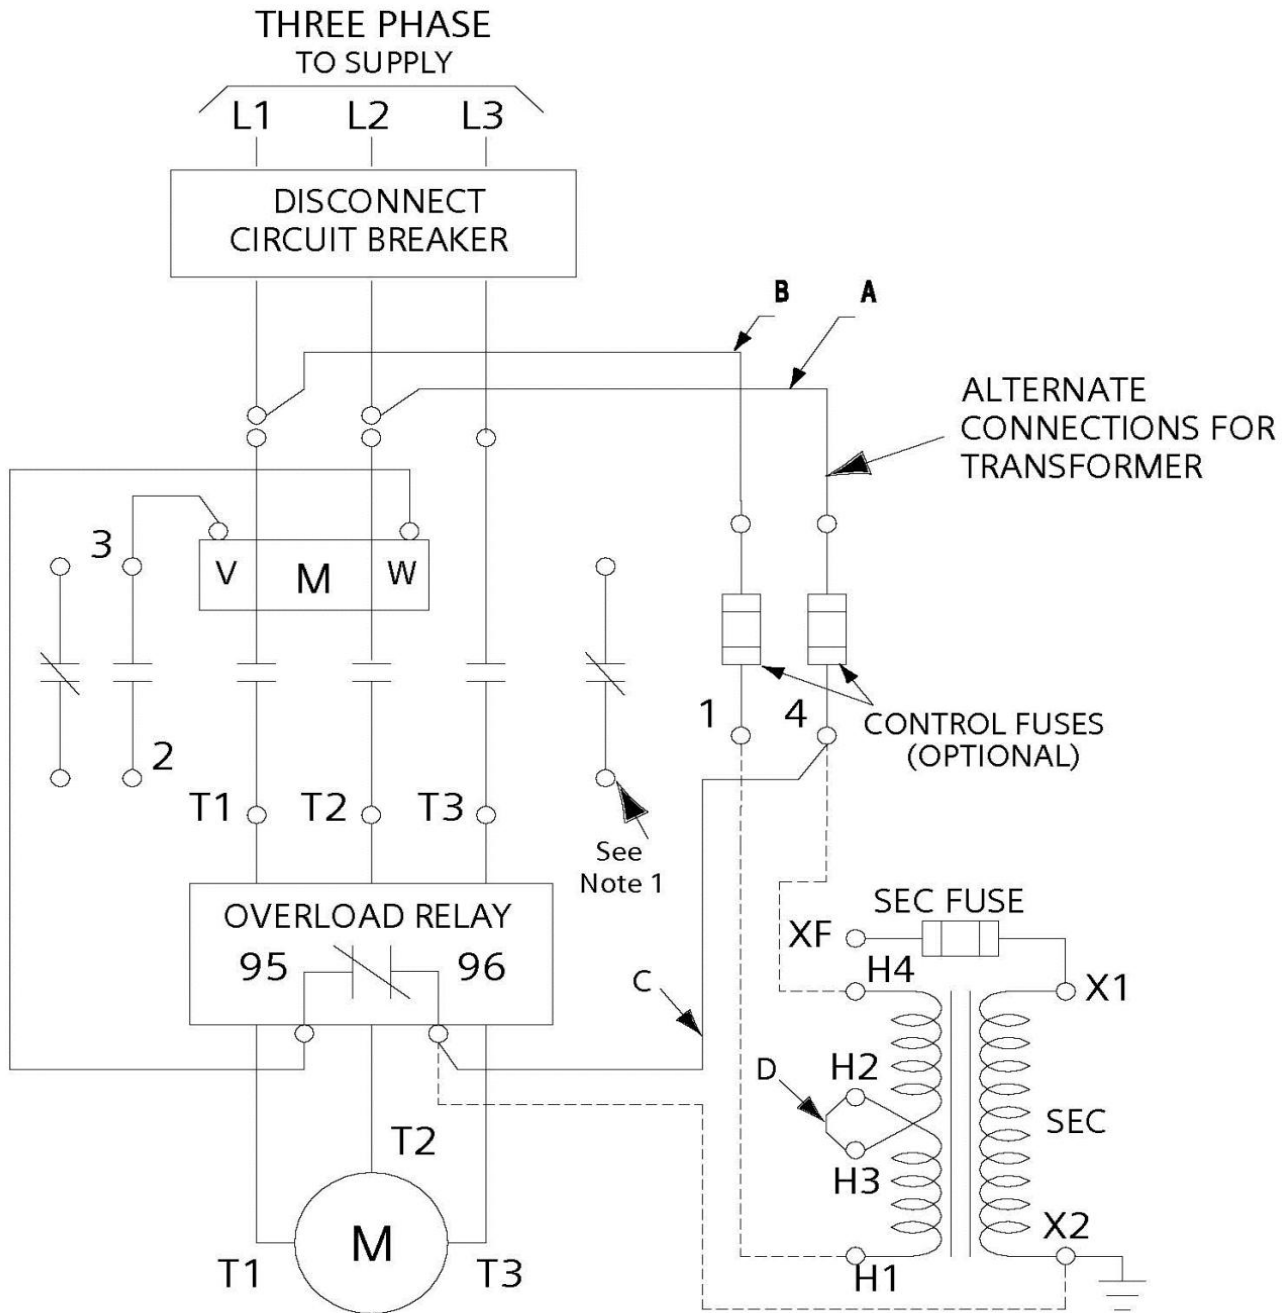 THREE PHASE
TO SUPPLY
L1 L2 L3
DISCONNECT
CIRCUIT BREAKER
B A
ALTERNATE
CONNECTIONS FOR
TRANSFORMER
3
V M W
2
1 4
CONTROL FUSES
(OPTIONAL)
T1 T2 T3
See
Note 1
OVERLOAD RELAY
95 96
SEC FUSE
XF
H4
X1
C
D
H2
SEC
T2
H3
X2
M
T1 T3
H1